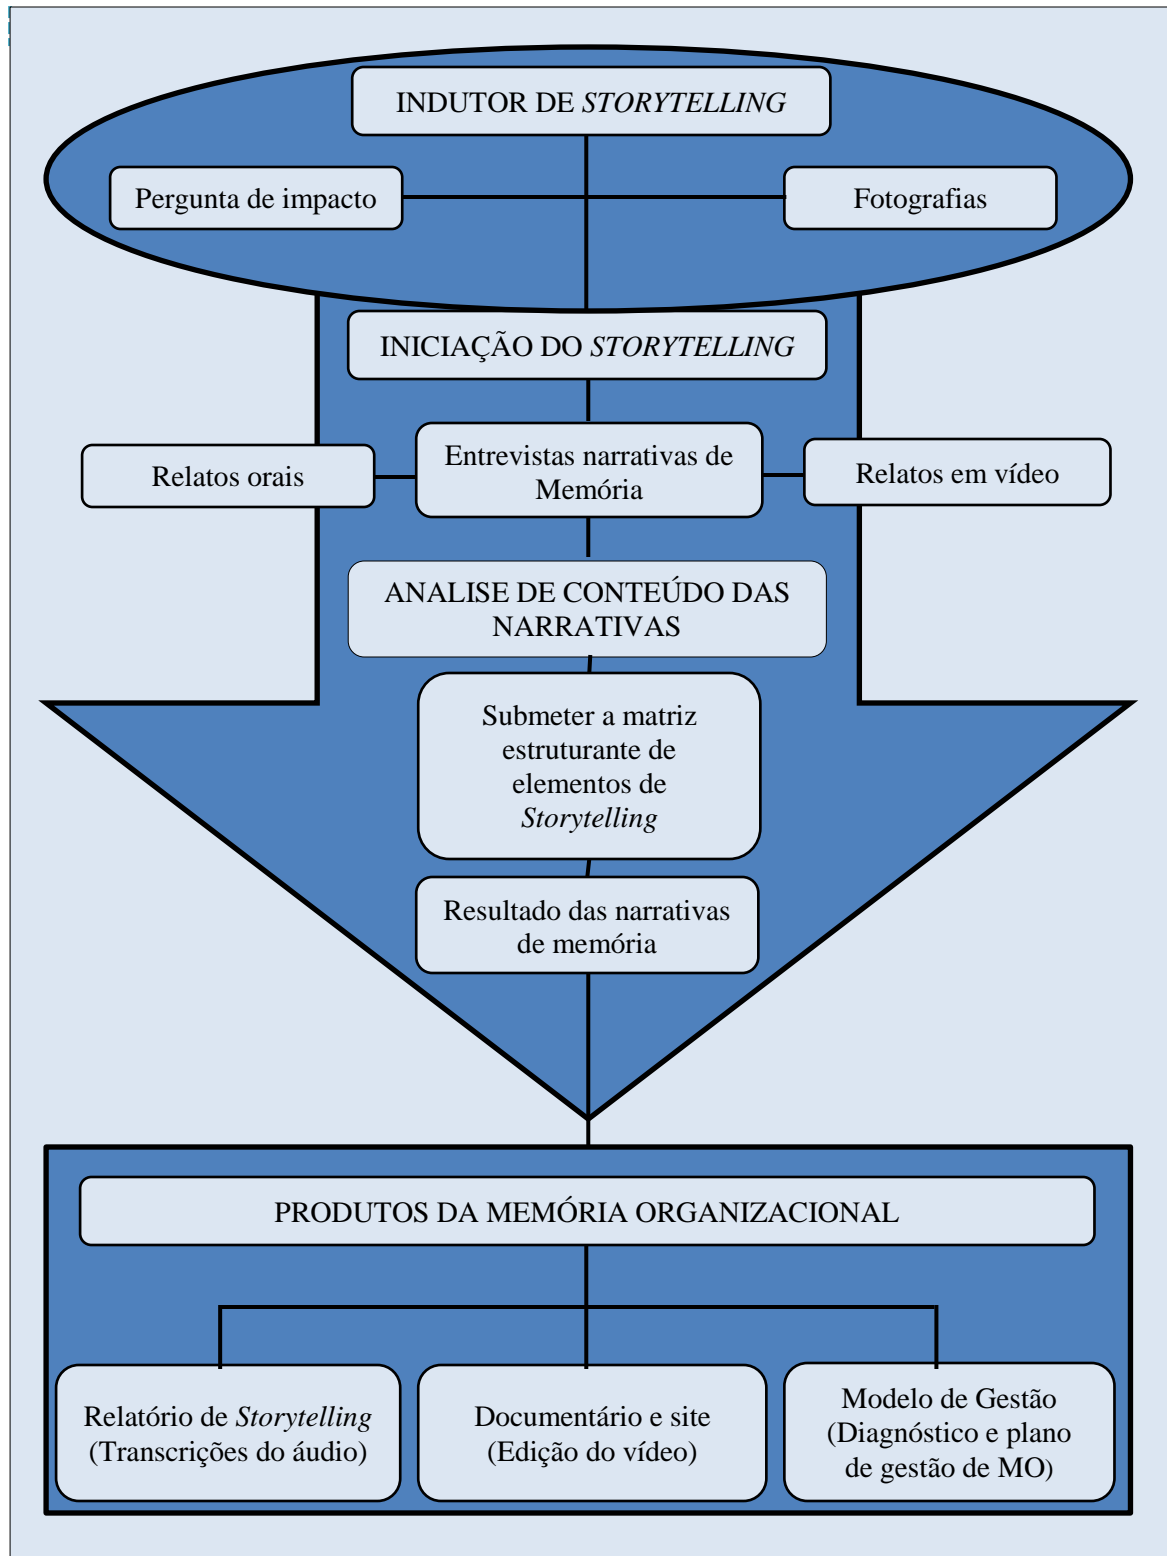 INDUTOR DE STORYTELLING
Pergunta de impacto
Fotografias
INICIAÇÃO DO STORYTELLING
Relatos orais
Entrevistas narrativas de
Memória
Relatos em vídeo
ANALISE DE CONTEÚDO DAS
NARRATIVAS
Submeter a matriz
estruturante de
elementos de
Storytelling
Resultado das narrativas
de memória
PRODUTOS DA MEMÓRIA ORGANIZACIONAL
Relatório de Storytelling
(Transcrições do áudio)
Documentário e site
(Edição do vídeo)
Modelo de Gestão
(Diagnóstico e plano
de gestão de MO)